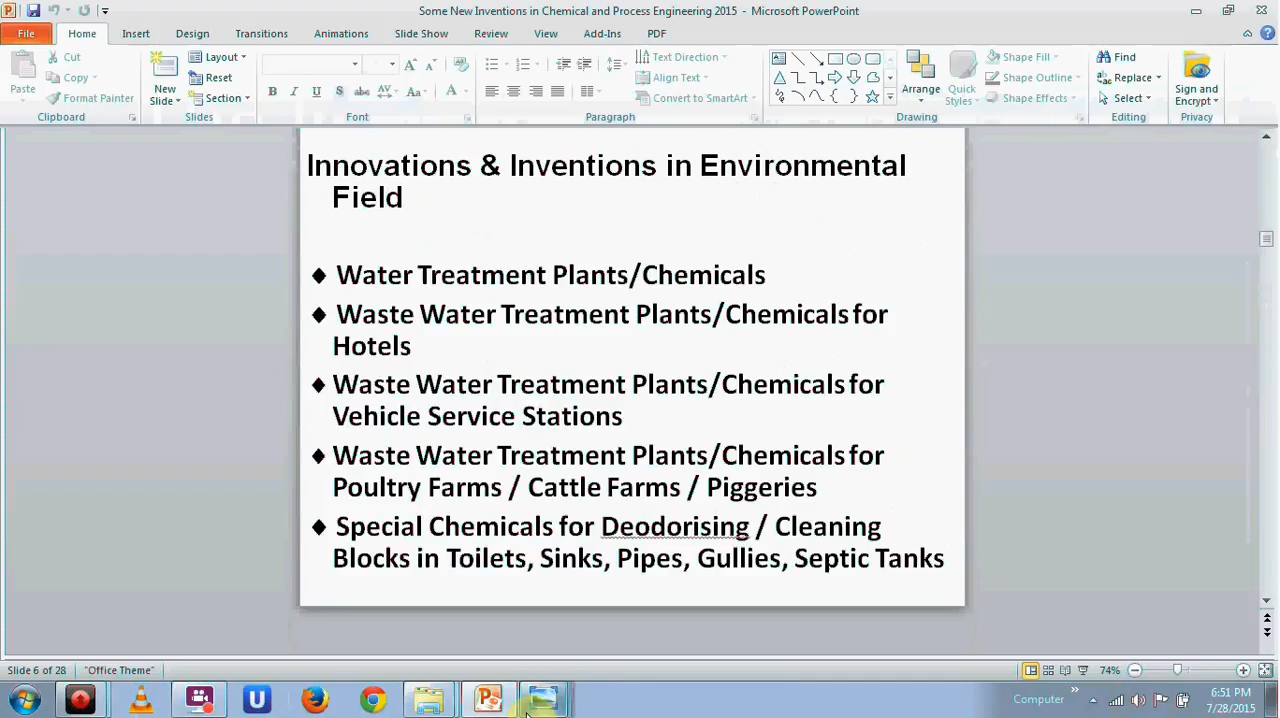 Some New Inventions in Chemical and Process Engineering 2015 - Microsoft PowerPoint
File Home Insert Design Transitions Animations Slide Show Review View Add-Ins PDF
Cut Layout Text Direction Shape Fill Find
Copy Reset Align Text Shape Outline Replace
Paste Format Painter New Slide Section Convert to SmartArt Arrange Quick Styles Shape Effects Select Sign and Encrypt
B I U S abc AV Aa A
Clipboard Slides Font Paragraph Drawing Editing Privacy
Innovations & Inventions in Environmental
Field
♦ Water Treatment Plants/Chemicals
♦ Waste Water Treatment Plants/Chemicals for
Hotels
♦ Waste Water Treatment Plants/Chemicals for
Vehicle Service Stations
♦ Waste Water Treatment Plants/Chemicals for
Poultry Farms / Cattle Farms / Piggeries
♦ Special Chemicals for Deodorising / Cleaning
Blocks in Toilets, Sinks, Pipes, Gullies, Septic Tanks
Slide 6 of 28 "Office Theme" 74%
Computer 6:51 PM
7/28/2015